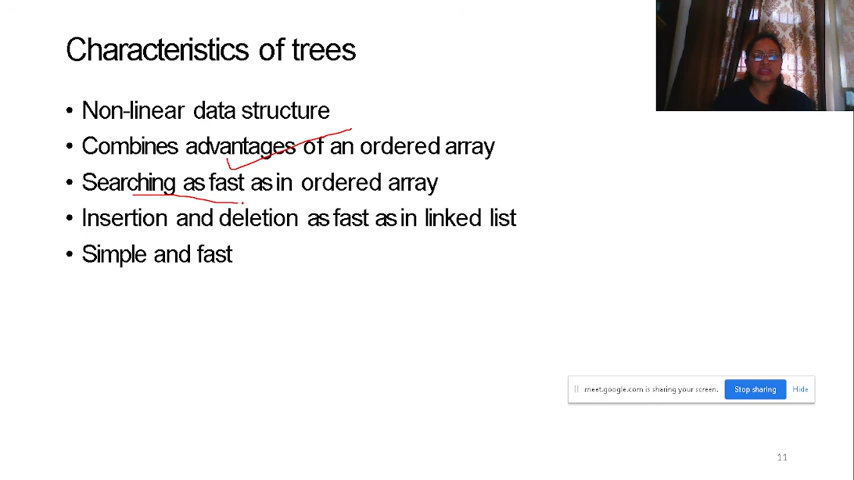 Characteristics of trees
• Non-linear data structure
• Combines advantages of an ordered array
• Searching as fast as in ordered array
• Insertion and deletion as fast as in linked list
• Simple and fast
meet.google.com is sharing your screen. Stop sharing Hide
11